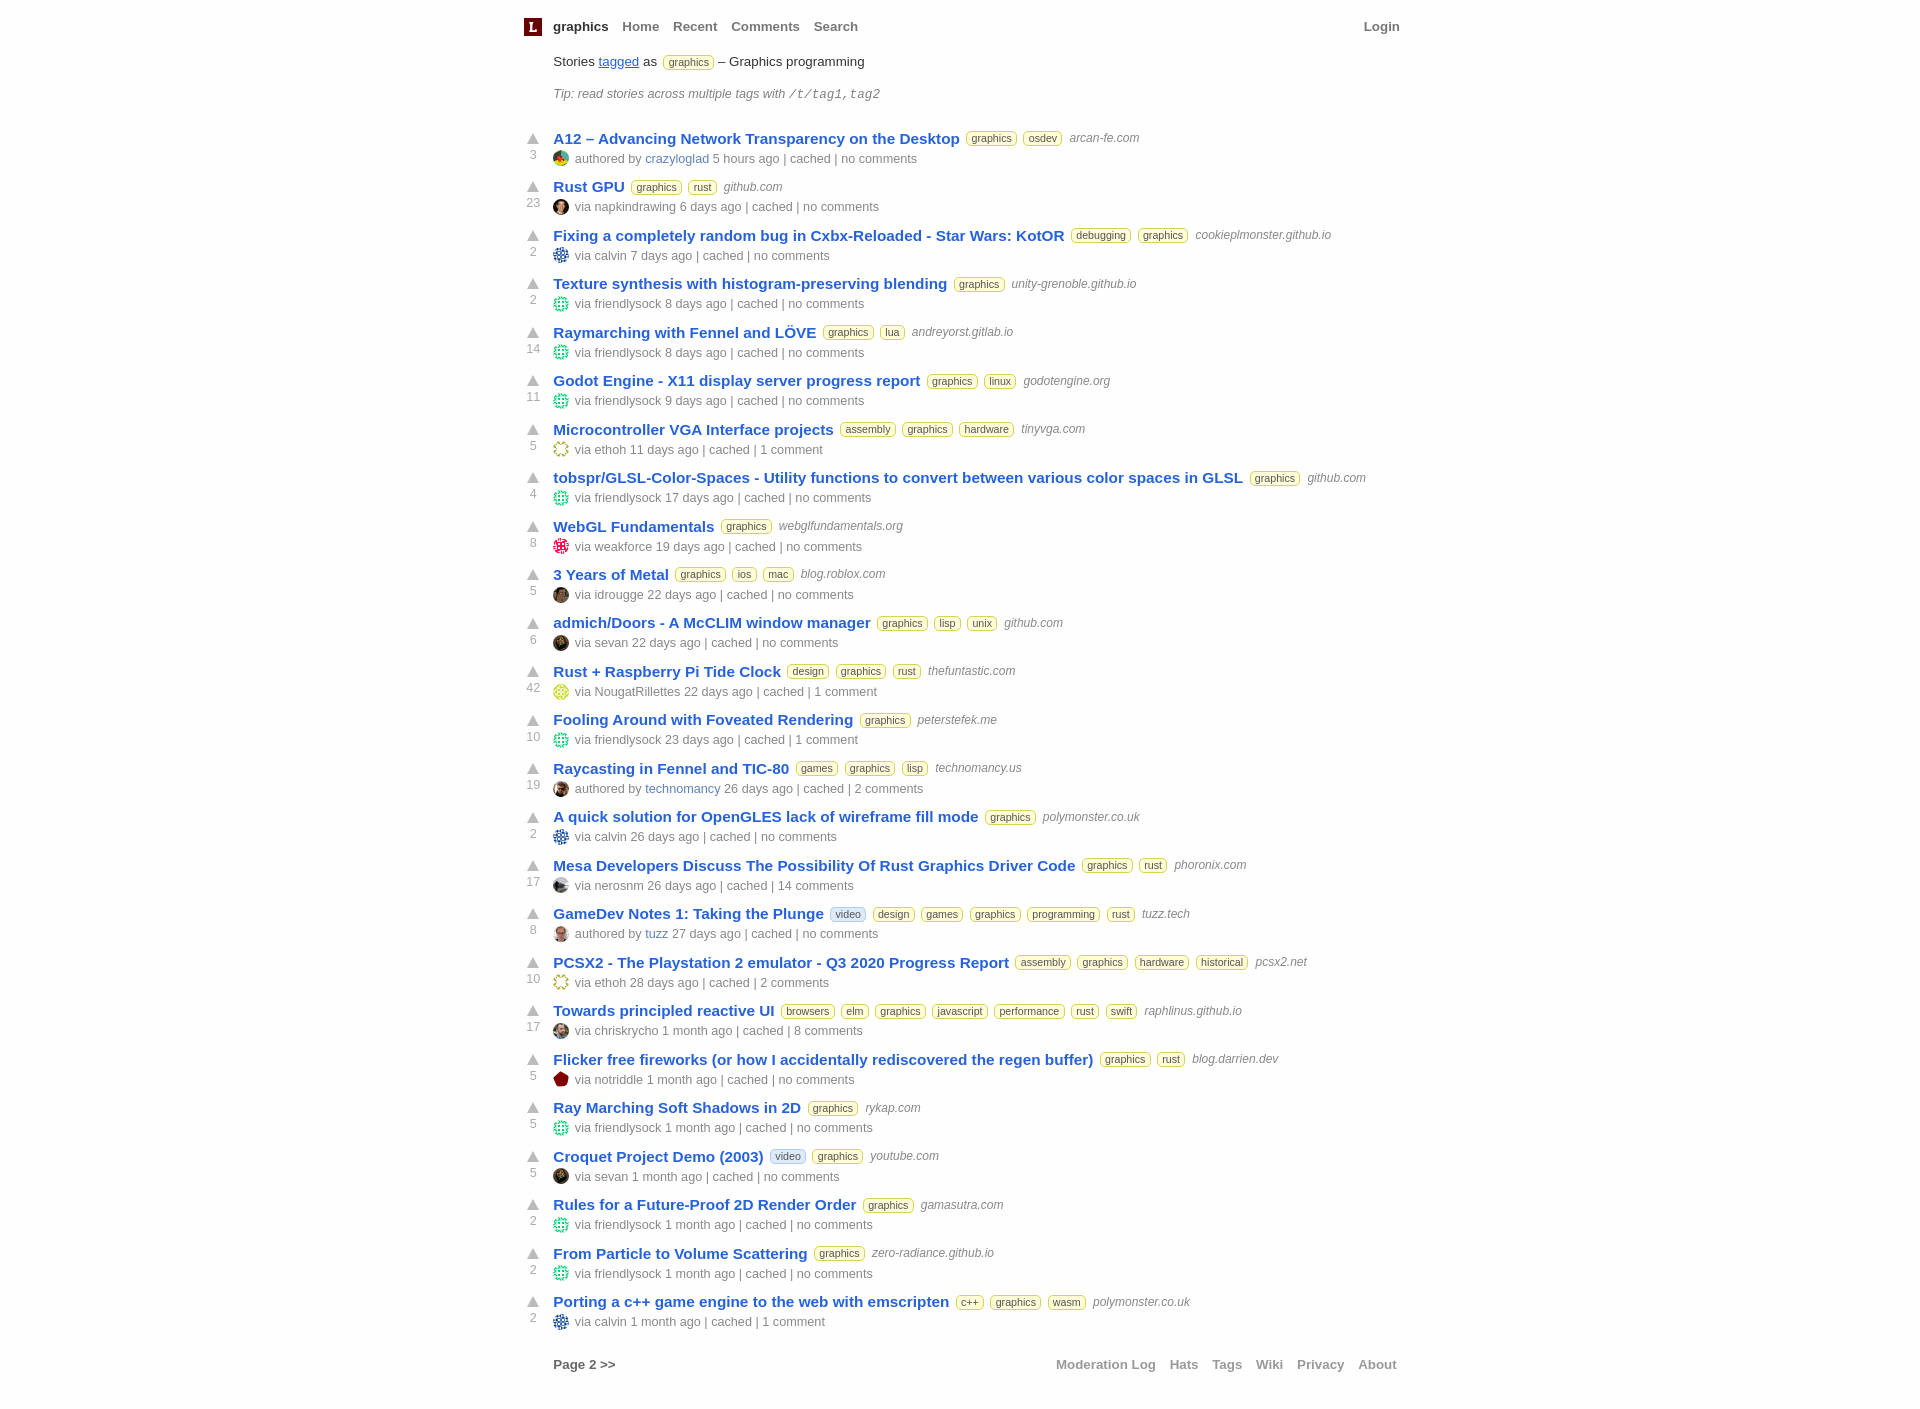 L graphics Home Recent Comments Search Login
Stories tagged as graphics – Graphics programming
Tip: read stories across multiple tags with /t/tag1,tag2
A12 – Advancing Network Transparency on the Desktop graphics osdev arcan-fe.com
3 authored by crazyloglad 5 hours ago | cached | no comments
Rust GPU graphics rust github.com
23 via napkindrawing 6 days ago | cached | no comments
Fixing a completely random bug in Cxbx-Reloaded - Star Wars: KotOR debugging graphics cookieplmonster.github.io
2 via calvin 7 days ago | cached | no comments
Texture synthesis with histogram-preserving blending graphics unity-grenoble.github.io
2 via friendlysock 8 days ago | cached | no comments
Raymarching with Fennel and LÖVE graphics lua andreyorst.gitlab.io
14 via friendlysock 8 days ago | cached | no comments
Godot Engine - X11 display server progress report graphics linux godotengine.org
11 via friendlysock 9 days ago | cached | no comments
Microcontroller VGA Interface projects assembly graphics hardware tinyvga.com
5 via ethoh 11 days ago | cached | 1 comment
tobspr/GLSL-Color-Spaces - Utility functions to convert between various color spaces in GLSL graphics github.com
4 via friendlysock 17 days ago | cached | no comments
WebGL Fundamentals graphics webglfundamentals.org
8 via weakforce 19 days ago | cached | no comments
3 Years of Metal graphics ios mac blog.roblox.com
5 via idrougge 22 days ago | cached | no comments
admich/Doors - A McCLIM window manager graphics lisp unix github.com
6 via sevan 22 days ago | cached | no comments
Rust + Raspberry Pi Tide Clock design graphics rust thefuntastic.com
42 via NougatRillettes 22 days ago | cached | 1 comment
Fooling Around with Foveated Rendering graphics peterstefek.me
10 via friendlysock 23 days ago | cached | 1 comment
Raycasting in Fennel and TIC-80 games graphics lisp technomancy.us
19 authored by technomancy 26 days ago | cached | 2 comments
A quick solution for OpenGLES lack of wireframe fill mode graphics polymonster.co.uk
2 via calvin 26 days ago | cached | no comments
Mesa Developers Discuss The Possibility Of Rust Graphics Driver Code graphics rust phoronix.com
17 via nerosnm 26 days ago | cached | 14 comments
GameDev Notes 1: Taking the Plunge video design games graphics programming rust tuzz.tech
8 authored by tuzz 27 days ago | cached | no comments
PCSX2 - The Playstation 2 emulator - Q3 2020 Progress Report assembly graphics hardware historical pcsx2.net
10 via ethoh 28 days ago | cached | 2 comments
Towards principled reactive UI browsers elm graphics javascript performance rust swift raphlinus.github.io
17 via chriskrycho 1 month ago | cached | 8 comments
Flicker free fireworks (or how I accidentally rediscovered the regen buffer) graphics rust blog.darrien.dev
5 via notriddle 1 month ago | cached | no comments
Ray Marching Soft Shadows in 2D graphics rykap.com
5 via friendlysock 1 month ago | cached | no comments
Croquet Project Demo (2003) video graphics youtube.com
5 via sevan 1 month ago | cached | no comments
Rules for a Future-Proof 2D Render Order graphics gamasutra.com
2 via friendlysock 1 month ago | cached | no comments
From Particle to Volume Scattering graphics zero-radiance.github.io
2 via friendlysock 1 month ago | cached | no comments
Porting a c++ game engine to the web with emscripten c++ graphics wasm polymonster.co.uk
2 via calvin 1 month ago | cached | 1 comment
Page 2 >> Moderation Log Hats Tags Wiki Privacy About